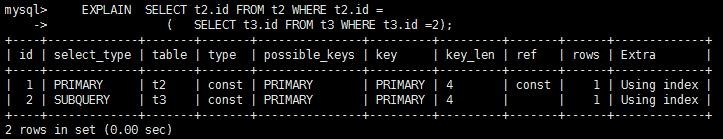 mysql>     EXPLAIN  SELECT t2.id FROM t2 WHERE t2.id =
    ->                 (   SELECT t3.id FROM t3 WHERE t3.id =2);
+----+-------------+-------+-------+---------------+---------+---------+-------+------+-------------+
| id | select_type | table | type  | possible_keys | key     | key_len | ref   | rows | Extra       |
+----+-------------+-------+-------+---------------+---------+---------+-------+------+-------------+
|  1 | PRIMARY     | t2    | const | PRIMARY       | PRIMARY | 4       | const |    1 | Using index |
|  2 | SUBQUERY    | t3    | const | PRIMARY       | PRIMARY | 4       |       |    1 | Using index |
+----+-------------+-------+-------+---------------+---------+---------+-------+------+-------------+
2 rows in set (0.00 sec)